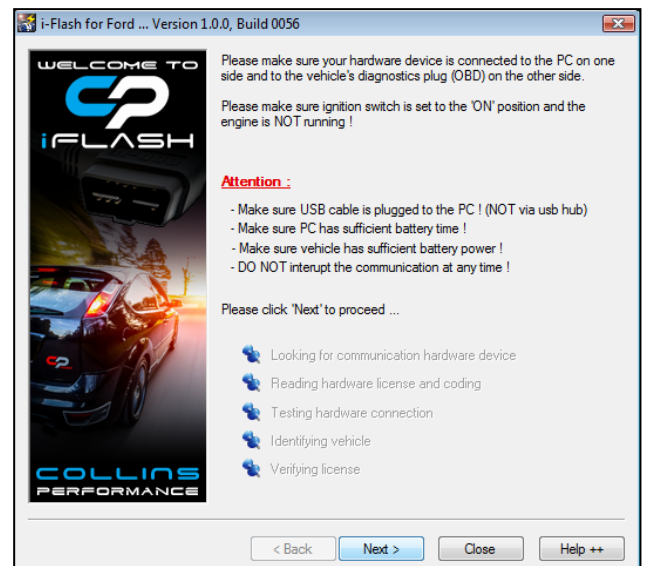 i-Flash for Ford ... Version 1.0.0, Build 0056
WELCOME TO
CP
iFLASH
CP
COLLINS
PERFORMANCE
Please make sure your hardware device is connected to the PC on one
side and to the vehicle's diagnostics plug (OBD) on the other side.
Please make sure ignition switch is set to the 'ON' position and the
engine is NOT running !
Attention :
- Make sure USB cable is plugged to the PC ! (NOT via usb hub)
- Make sure PC has sufficient battery time !
- Make sure vehicle has sufficient battery power !
- DO NOT interupt the communication at any time !
Please click 'Next' to proceed ...
Looking for communication hardware device
Reading hardware license and coding
Testing hardware connection
Identifying vehicle
Verifying license
< Back
Next >
Close
Help ++